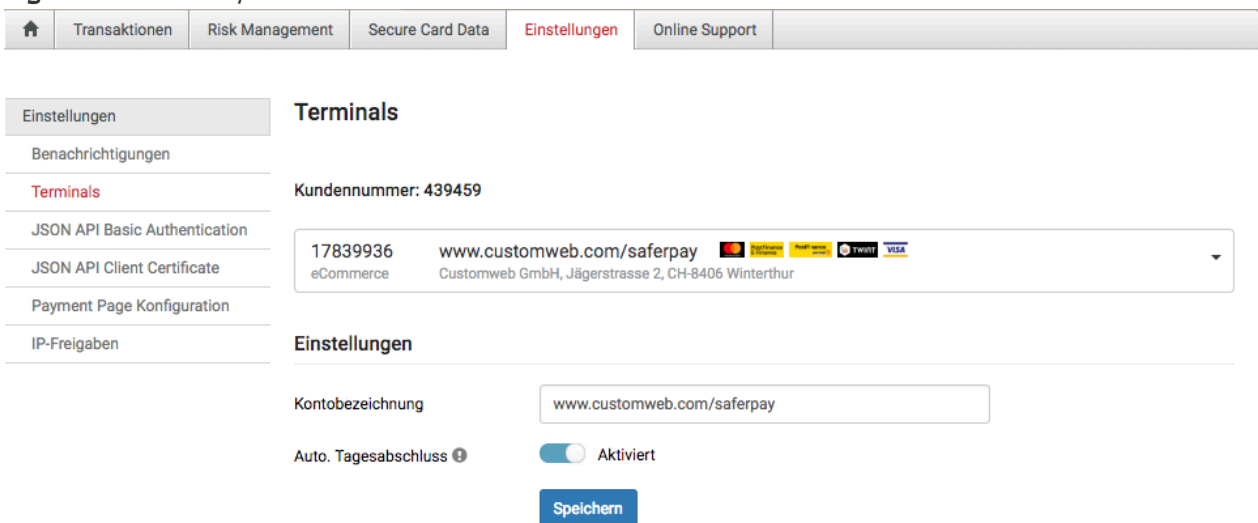 Transaktionen
Risk Management
Secure Card Data
Einstellungen
Online Support
Einstellungen
Benachrichtigungen
Terminals
JSON API Basic Authentication
JSON API Client Certificate
Payment Page Konfiguration
IP-Freigaben
Terminals
Kundennummer: 439459
17839936 www.customweb.com/saferpay TWINT VISA
eCommerce Customweb GmbH, Jägerstrasse 2, CH-8406 Winterthur
Einstellungen
Kontobezeichnung www.customweb.com/saferpay
Auto. Tagesabschluss Aktiviert
Speichern